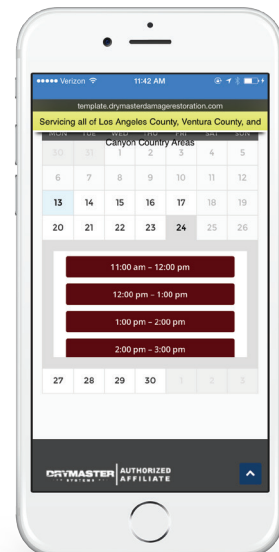 Verizon 11:42 AM
template.drymasterdamagerestoration.com
Servicing all of Los Angeles County, Ventura County, and
MON TUE WED THU FRI SAT SUN
Canyon Country Areas
30 31 1 2 3 4 5
6 7 8 9 10 11 12
13 14 15 16 17 18 19
20 21 22 23 24 25 26
11:00 am – 12:00 pm
12:00 pm – 1:00 pm
1:00 pm – 2:00 pm
2:00 pm – 3:00 pm
27 28 29 30 1 2 3
DRYMASTER AUTHORIZED
SYSTEMS AFFILIATE